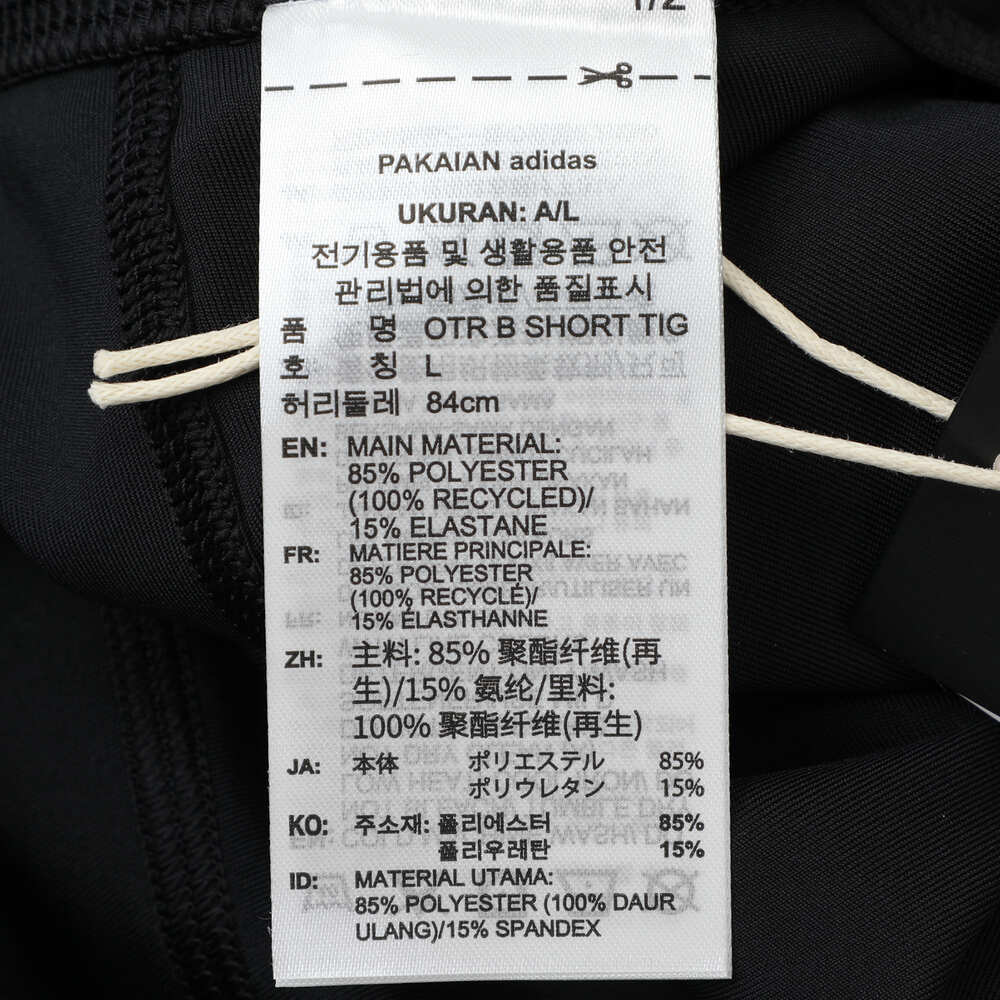 1/2
PAKAIAN adidas
UKURAN: A/L
전기용품 및 생활용품 안전
관리법에 의한 품질표시
품 명 OTR B SHORT TIG
호 칭 L
허리둘레 84cm
EN: MAIN MATERIAL:
85% POLYESTER
(100% RECYCLED)/
15% ELASTANE
FR: MATIERE PRINCIPALE:
85% POLYESTER
(100% RECYCLÉ)/
15% ÉLASTHANNE
ZH: 主料: 85% 聚酯纤维(再
生)/15% 氨纶/里料:
100% 聚酯纤维(再生)
JA: 本体 ポリエステル 85%
ポリウレタン 15%
KO: 주소재: 폴리에스터 85%
폴리우레탄 15%
ID: MATERIAL UTAMA:
85% POLYESTER (100% DAUR
ULANG)/15% SPANDEX